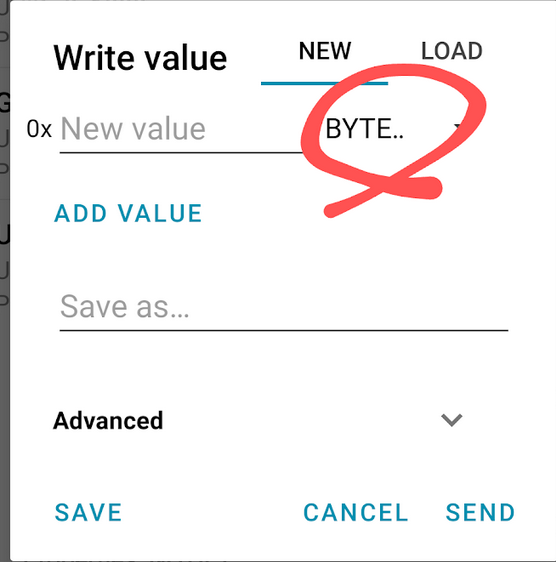 Write value NEW LOAD
0x New value BYTE..
ADD VALUE
Save as...
Advanced
SAVE CANCEL SEND